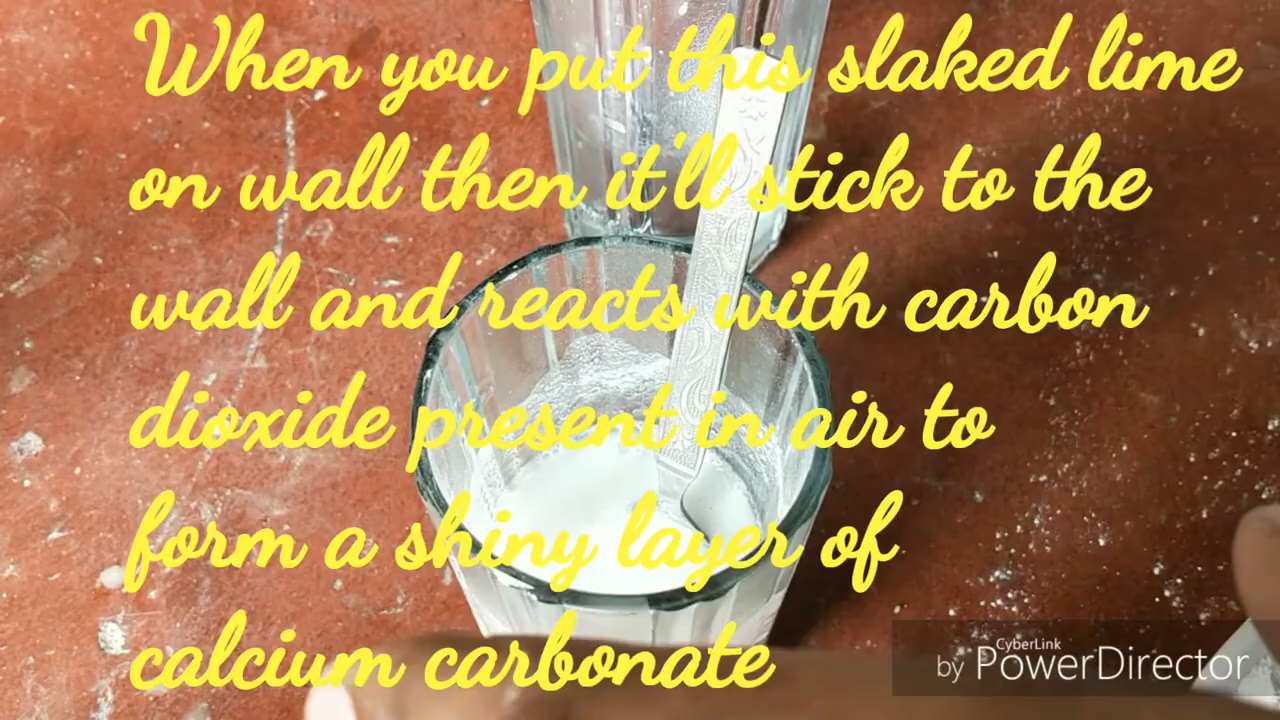 When you put this slaked lime
on wall then it'll stick to the
wall and reacts with carbon
dioxide present in air to
form a shiny layer of
calcium carbonate
CyberLink
by PowerDirector